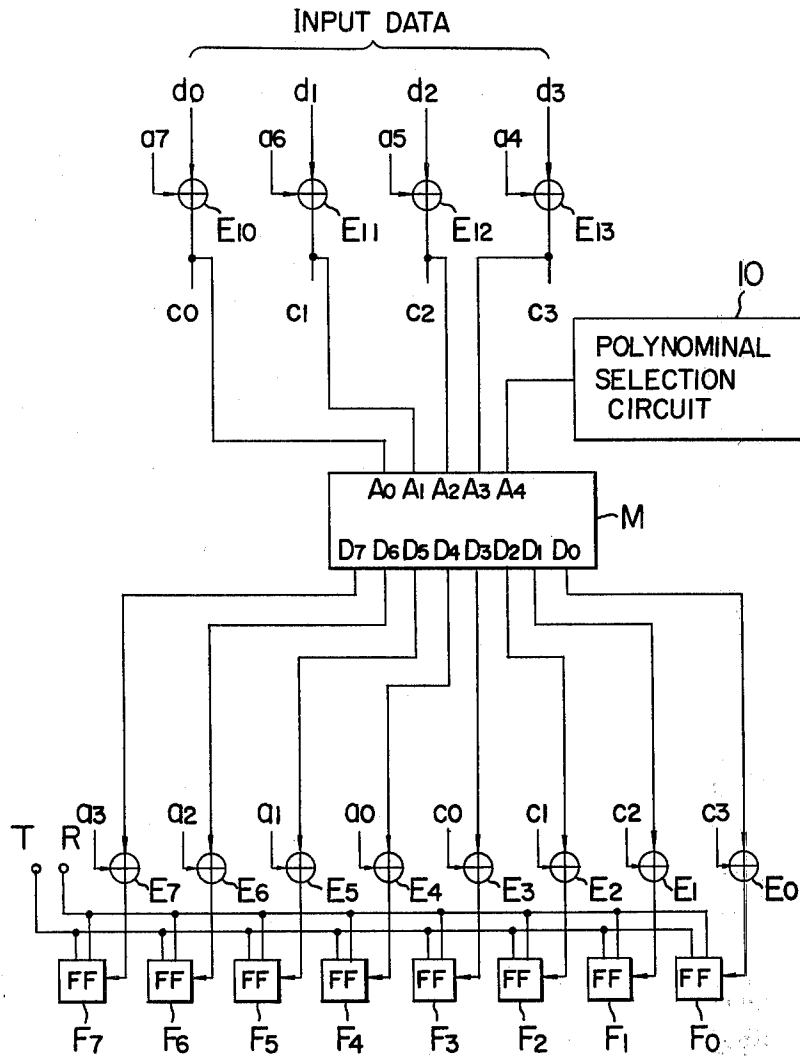 INPUT DATA
d0 d1 d2 d3
a7 a6 a5 a4
E10 E11 E12 E13
c0 c1 c2 c3
10
POLYNOMINAL
SELECTION
CIRCUIT
A0 A1 A2 A3 A4
M
D7 D6 D5 D4 D3 D2 D1 D0
T R a3 a2 a1 a0 c0 c1 c2 c3
E7 E6 E5 E4 E3 E2 E1 E0
FF FF FF FF FF FF FF FF
F7 F6 F5 F4 F3 F2 F1 F0